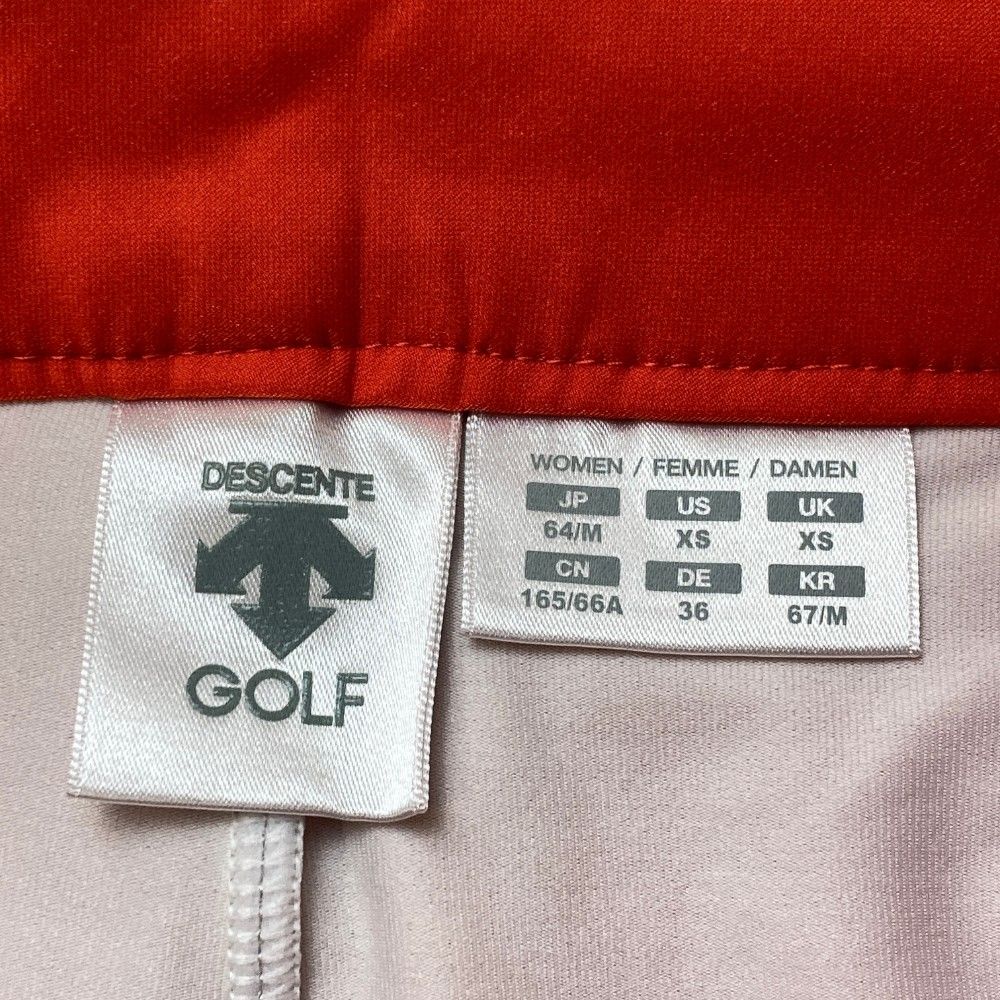 DESCENTE
GOLF
WOMEN / FEMME / DAMEN
JP US UK
64/M XS XS
CN DE KR
165/66A 36 67/M